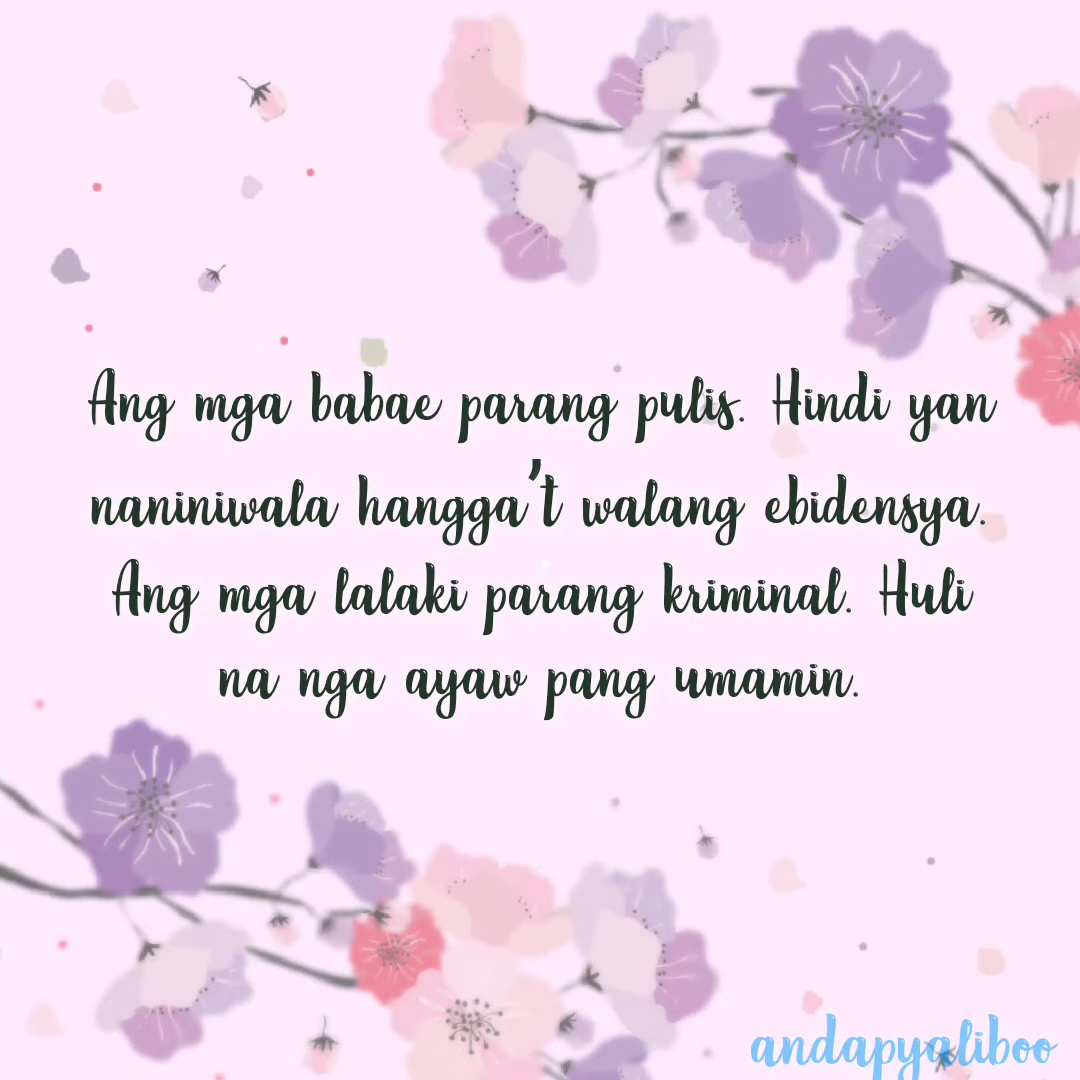 Ang mga babae parang pulis. Hindi yan
naniniwala hangga't walang ebidensya.
Ang mga lalaki parang kriminal. Huli
na nga ayaw pang umamin.
andapyaliboo